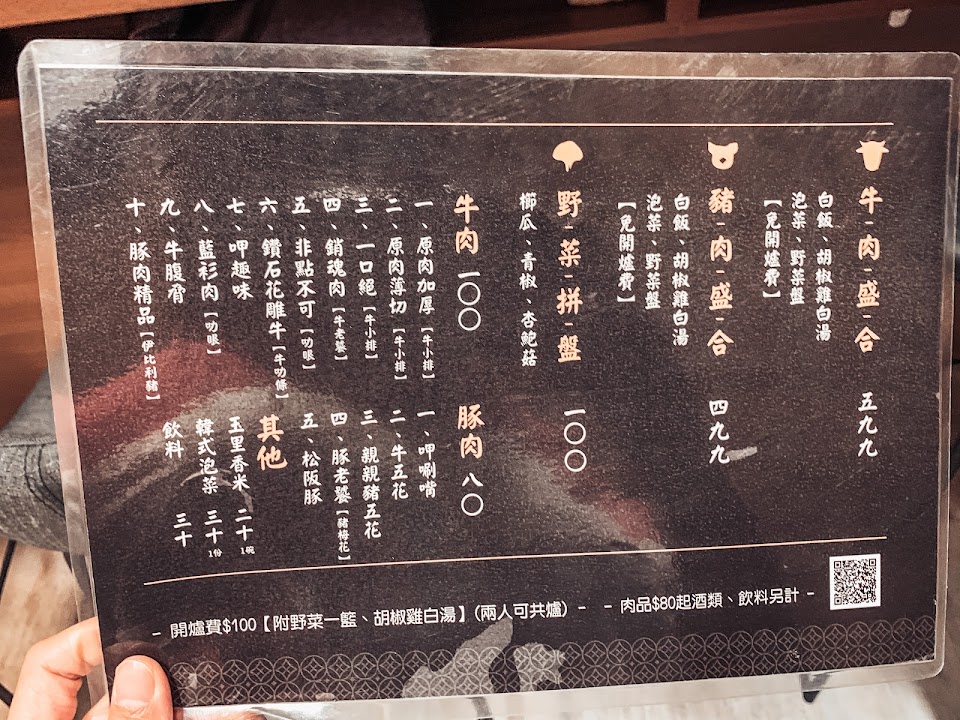 牛-肉-盛-合 五九九
白飯、胡椒雞白湯
泡菜、野菜盤
【免開爐費】
豬-肉-盛-合 四九九
白飯、胡椒雞白湯
泡菜、野菜盤
【免開爐費】
野-菜-拼-盤 一〇〇
櫛瓜、青椒、杏鮑菇
牛肉 一〇〇
一、原肉加厚【牛小排】
二、原肉薄切【牛小排】
三、一口絕【牛小排】
四、銷魂肉【牛老饕】
五、非點不可【肋眼】
六、鑽石花雕牛【牛肋條】
七、呷趣味
八、藍衫肉【肋眼】
九、牛腹脅
十、豚肉精品【伊比利豬】
豚肉 八〇
一、呷唰嘴
二、牛五花
三、親親豬五花
四、豚老饕【豬梅花】
五、松阪豚
其他
玉里香米 二十 1碗
韓式泡菜 三十 1份
飲料 三十
- 開爐費$100【附野菜一籃、胡椒雞白湯】(兩人可共爐) - - 肉品$80起酒類、飲料另計 -